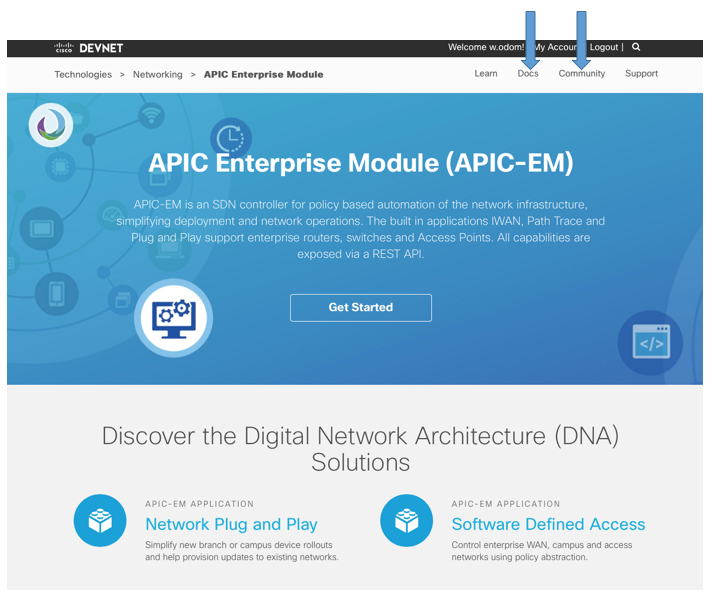 CISCO DEVNET
Welcome w.odom! My Account Logout |
Technologies > Networking > APIC Enterprise Module
Learn Docs Community Support
APIC Enterprise Module (APIC-EM)
APIC-EM is an SDN controller for policy based automation of the network infrastructure,
simplifying deployment and network operations. The built in applications IWAN, Path Trace and
Plug and Play support enterprise routers, switches and Access Points. All capabilities are
exposed via a REST API.
Get Started
</>
Discover the Digital Network Architecture (DNA)
Solutions
APIC-EM APPLICATION
Network Plug and Play
Simplify new branch or campus device rollouts
and help provision updates to existing networks.
APIC-EM APPLICATION
Software Defined Access
Control enterprise WAN, campus and access
networks using policy abstraction.